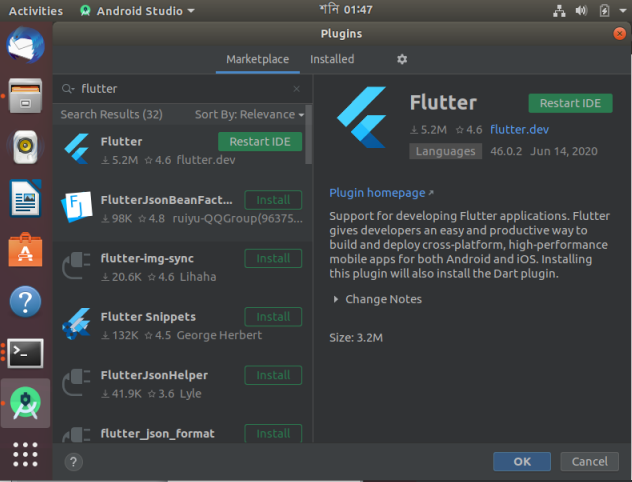 Activities Android Studio শনি 01:47
Plugins
Marketplace Installed
flutter
Search Results (32) Sort By: Relevance
Flutter Restart IDE
5.2M 4.6 flutter.dev
FlutterJsonBeanFact... Install
98K 4.8 ruiyu-QQGroup(96375...
flutter-img-sync Install
20.6K 4.6 Lihaha
Flutter Snippets Install
132K 4.5 George Herbert
FlutterJsonHelper Install
41.9K 3.6 Lyle
flutter_json_format Install
Flutter Restart IDE
5.2M 4.6 flutter.dev
Languages 46.0.2 Jun 14, 2020
Plugin homepage
Support for developing Flutter applications. Flutter
gives developers an easy and productive way to
build and deploy cross-platform, high-performance
mobile apps for both Android and iOS. Installing
this plugin will also install the Dart plugin.
Change Notes
Size: 3.2M
? OK Cancel